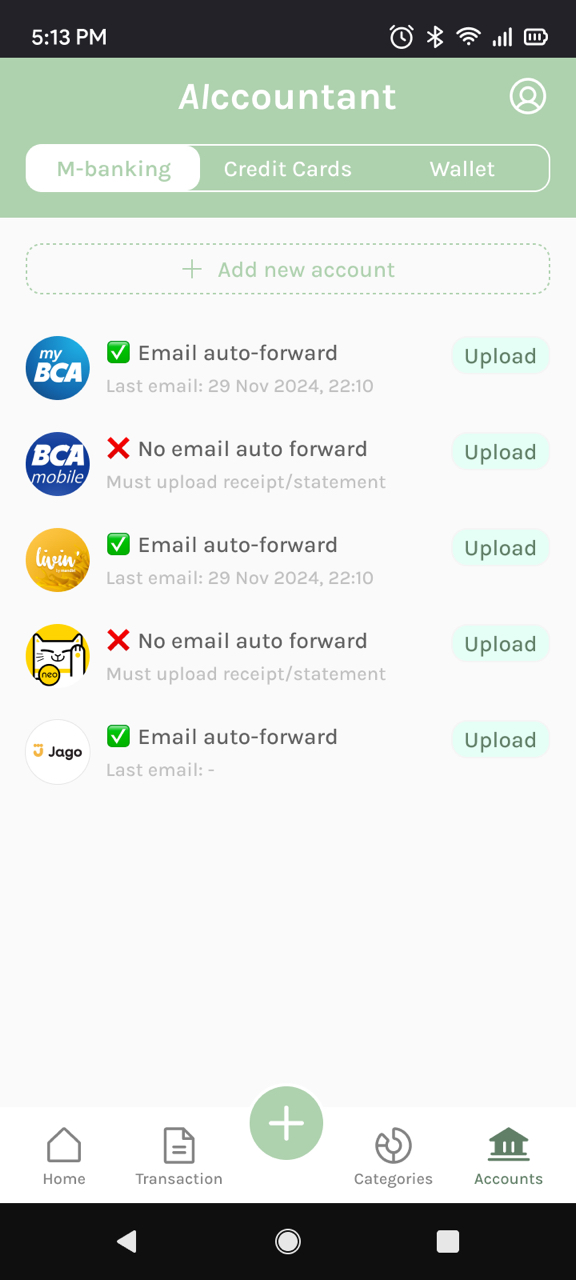 5:13 PM
AIccountant
M-banking Credit Cards Wallet
+ Add new account
my
BCA
✅ Email auto-forward
Last email: 29 Nov 2024, 22:10
Upload
BCA
mobile
❌ No email auto forward
Must upload receipt/statement
Upload
livin'
✅ Email auto-forward
Last email: 29 Nov 2024, 22:10
Upload
neo
❌ No email auto forward
Must upload receipt/statement
Upload
Jago
✅ Email auto-forward
Last email: -
Upload
Home Transaction Categories Accounts